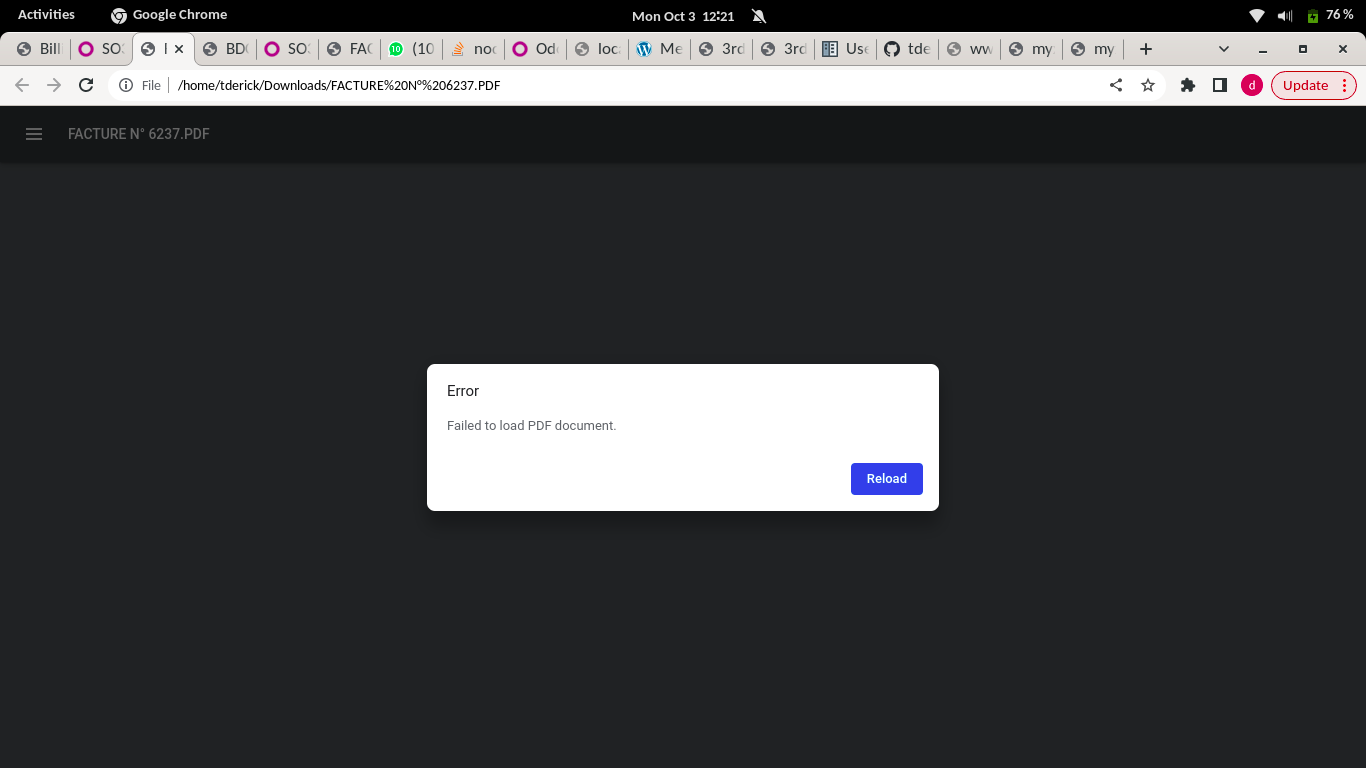 Activities Google Chrome Mon Oct 3 12:21 76 %
Billi SO: I BD( SO: FAC (10 noc Od loc: Me 3rd 3rd Use tde ww my my
File /home/tderick/Downloads/FACTURE%20N°%206237.PDF d Update
FACTURE N° 6237.PDF
Error
Failed to load PDF document.
Reload